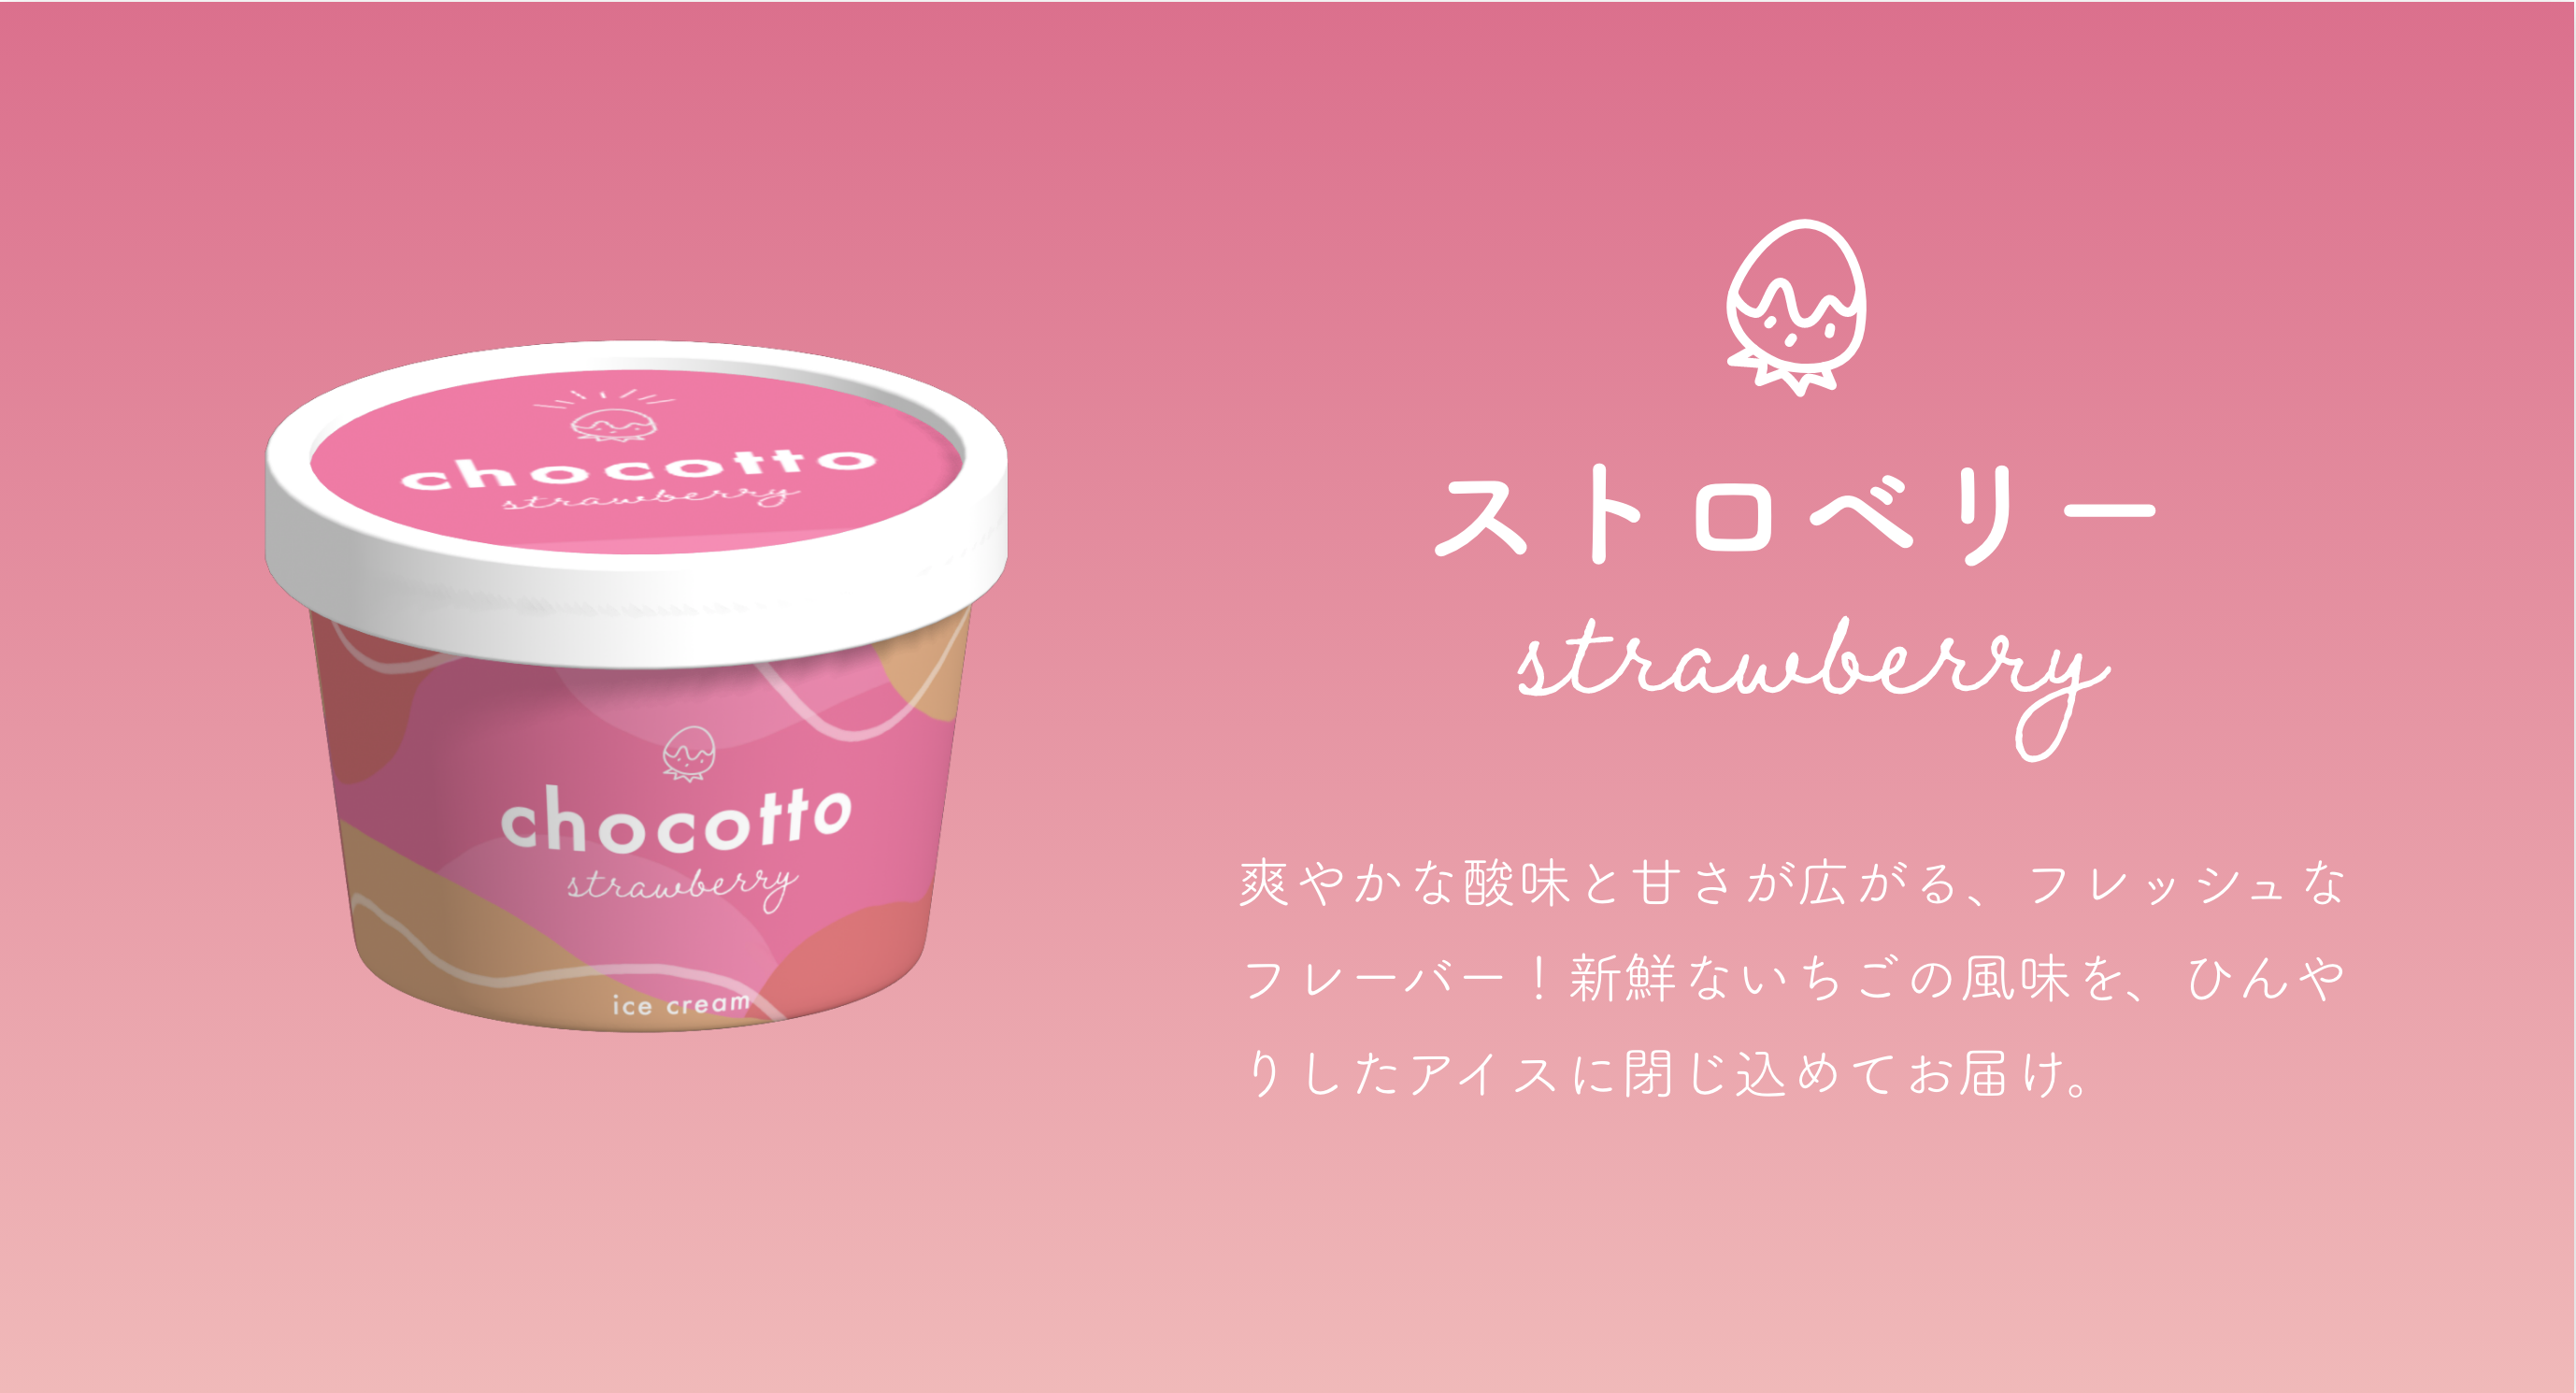 chocotto
strawberry
chocotto
strawberry
ice cream
ストロベリー
strawberry
爽やかな酸味と甘さが広がる、フレッシュな
フレーバー！新鮮ないちごの風味を、ひんや
りしたアイスに閉じ込めてお届け。